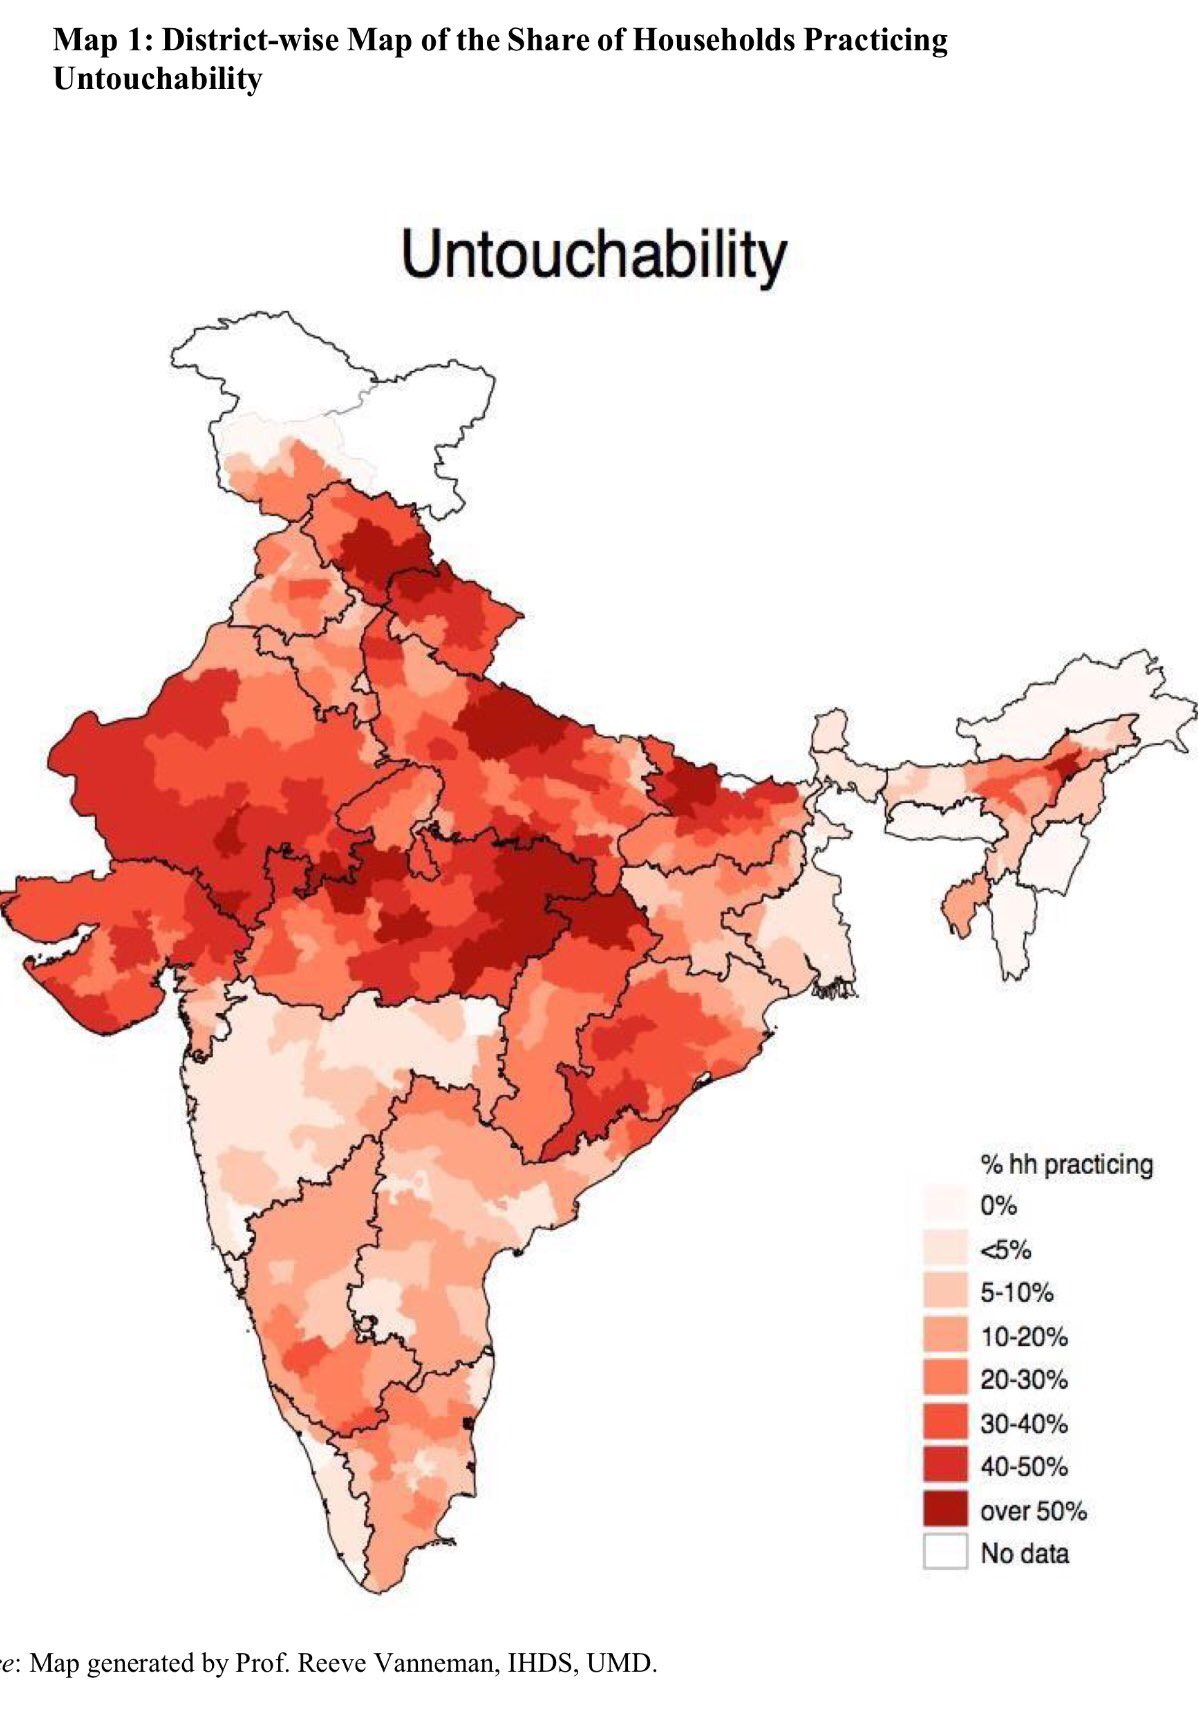 Map 1: District-wise Map of the Share of Households Practicing
Untouchability
Untouchability
% hh practicing
0%
<5%
5-10%
10-20%
20-30%
30-40%
40-50%
over 50%
No data
e: Map generated by Prof. Reeve Vanneman, IHDS, UMD.